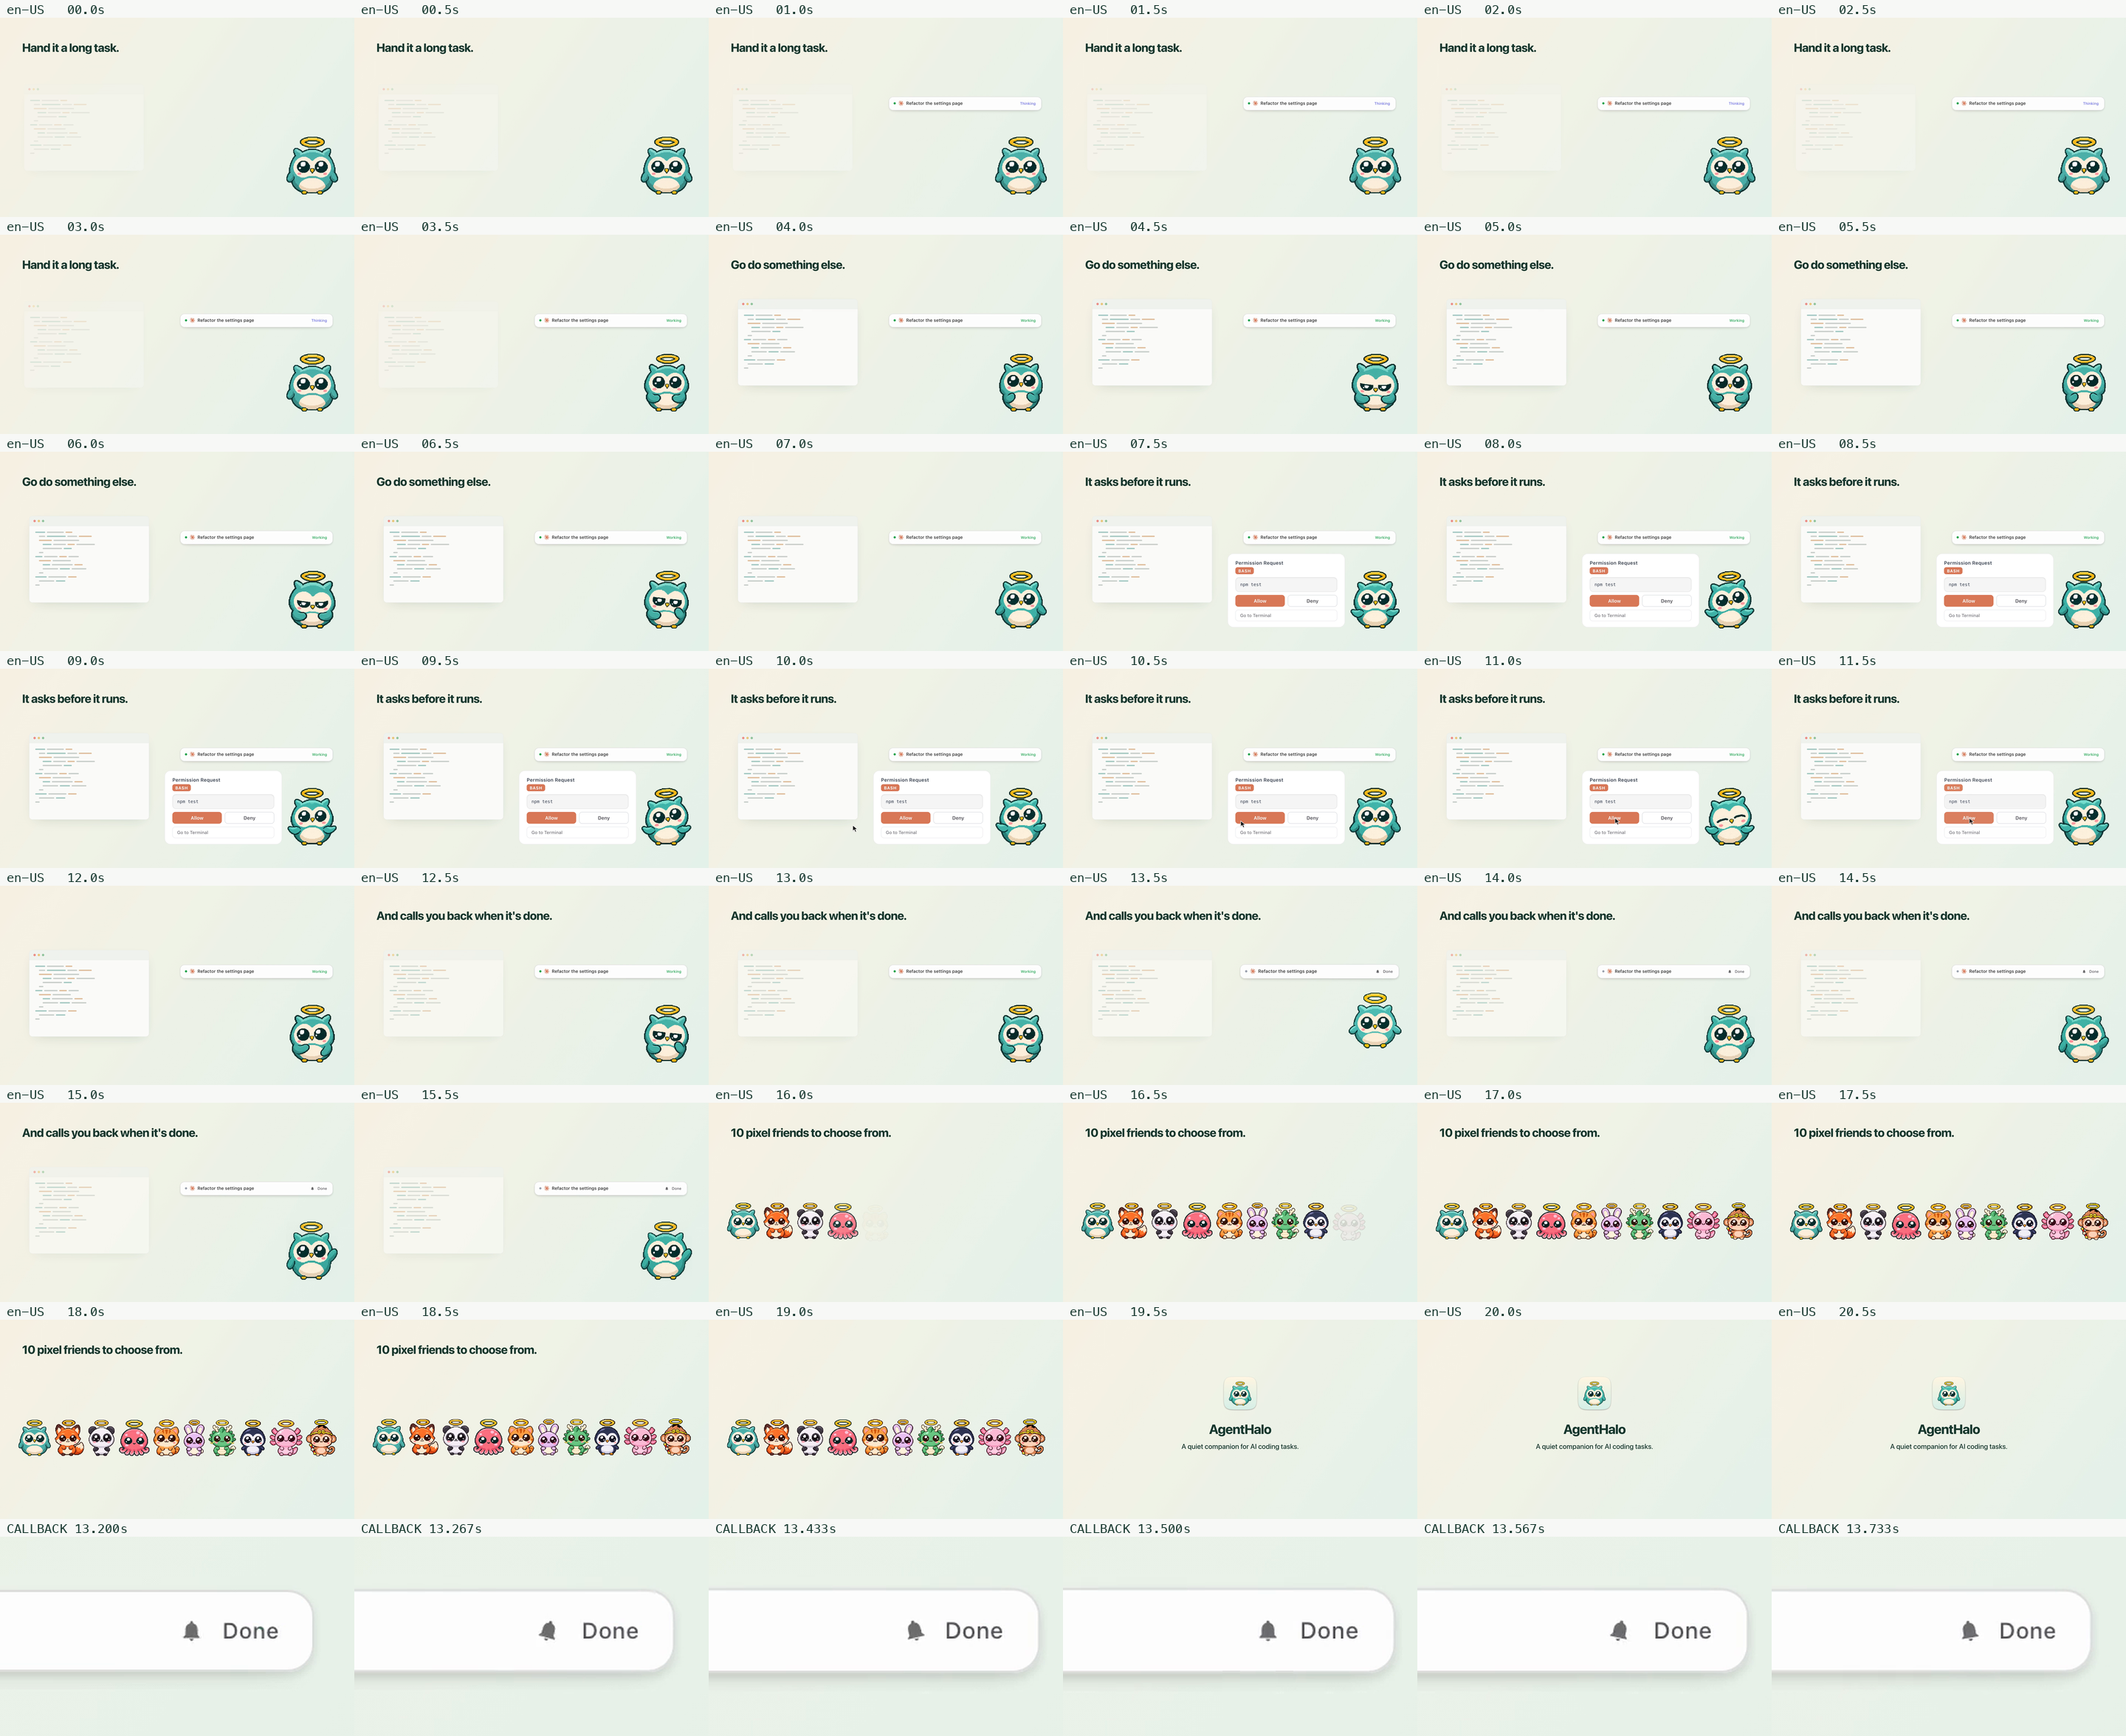 en-US 00.0s
Hand it a long task.
en-US 00.5s
Hand it a long task.
en-US 01.0s
Hand it a long task.
Refactor the settings page Thinking
en-US 01.5s
Hand it a long task.
Refactor the settings page Thinking
en-US 02.0s
Hand it a long task.
Refactor the settings page Thinking
en-US 02.5s
Hand it a long task.
Refactor the settings page Thinking
en-US 03.0s
Hand it a long task.
Refactor the settings page Thinking
en-US 03.5s
Refactor the settings page Working
en-US 04.0s
Go do something else.
Refactor the settings page Working
en-US 04.5s
Go do something else.
Refactor the settings page Working
en-US 05.0s
Go do something else.
Refactor the settings page Working
en-US 05.5s
Go do something else.
Refactor the settings page Working
en-US 06.0s
Go do something else.
Refactor the settings page Working
en-US 06.5s
Go do something else.
Refactor the settings page Working
en-US 07.0s
Refactor the settings page Working
en-US 07.5s
It asks before it runs.
Refactor the settings page Working
Permission Request
BASH
npm test
Allow Deny
Go to Terminal
en-US 08.0s
It asks before it runs.
Refactor the settings page Working
Permission Request
BASH
npm test
Allow Deny
Go to Terminal
en-US 08.5s
It asks before it runs.
Refactor the settings page Working
Permission Request
BASH
npm test
Allow Deny
Go to Terminal
en-US 09.0s
It asks before it runs.
Refactor the settings page Working
Permission Request
BASH
npm test
Allow Deny
Go to Terminal
en-US 09.5s
It asks before it runs.
Refactor the settings page Working
Permission Request
BASH
npm test
Allow Deny
Go to Terminal
en-US 10.0s
It asks before it runs.
Refactor the settings page Working
Permission Request
BASH
npm test
Allow Deny
Go to Terminal
en-US 10.5s
It asks before it runs.
Refactor the settings page Working
Permission Request
BASH
npm test
Allow Deny
Go to Terminal
en-US 11.0s
It asks before it runs.
Refactor the settings page Working
Permission Request
BASH
npm test
Allow Deny
Go to Terminal
en-US 11.5s
It asks before it runs.
Refactor the settings page Working
Permission Request
BASH
npm test
Allow Deny
Go to Terminal
en-US 12.0s
Refactor the settings page Working
en-US 12.5s
And calls you back when it's done.
Refactor the settings page Working
en-US 13.0s
And calls you back when it's done.
Refactor the settings page Working
en-US 13.5s
And calls you back when it's done.
Refactor the settings page Done
en-US 14.0s
And calls you back when it's done.
Refactor the settings page Done
en-US 14.5s
And calls you back when it's done.
Refactor the settings page Done
en-US 15.0s
And calls you back when it's done.
Refactor the settings page Done
en-US 15.5s
Refactor the settings page Done
en-US 16.0s
10 pixel friends to choose from.
en-US 16.5s
10 pixel friends to choose from.
en-US 17.0s
10 pixel friends to choose from.
en-US 17.5s
10 pixel friends to choose from.
en-US 18.0s
10 pixel friends to choose from.
en-US 18.5s
10 pixel friends to choose from.
en-US 19.0s
en-US 19.5s
AgentHalo
A quiet companion for AI coding tasks.
en-US 20.0s
AgentHalo
A quiet companion for AI coding tasks.
en-US 20.5s
AgentHalo
A quiet companion for AI coding tasks.
CALLBACK 13.200s
Done
CALLBACK 13.267s
Done
CALLBACK 13.433s
Done
CALLBACK 13.500s
Done
CALLBACK 13.567s
Done
CALLBACK 13.733s
Done